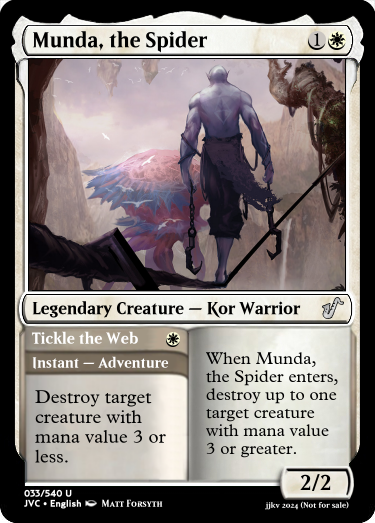 Munda, the Spider 1
Legendary Creature — Kor Warrior
Tickle the Web
Instant — Adventure
Destroy target
creature with
mana value 3 or
less.
When Munda,
the Spider enters,
destroy up to one
target creature
with mana value
3 or greater.
2/2
033/540 U
JVC • English Matt Forsyth
jjkv 2024 (Not for sale)